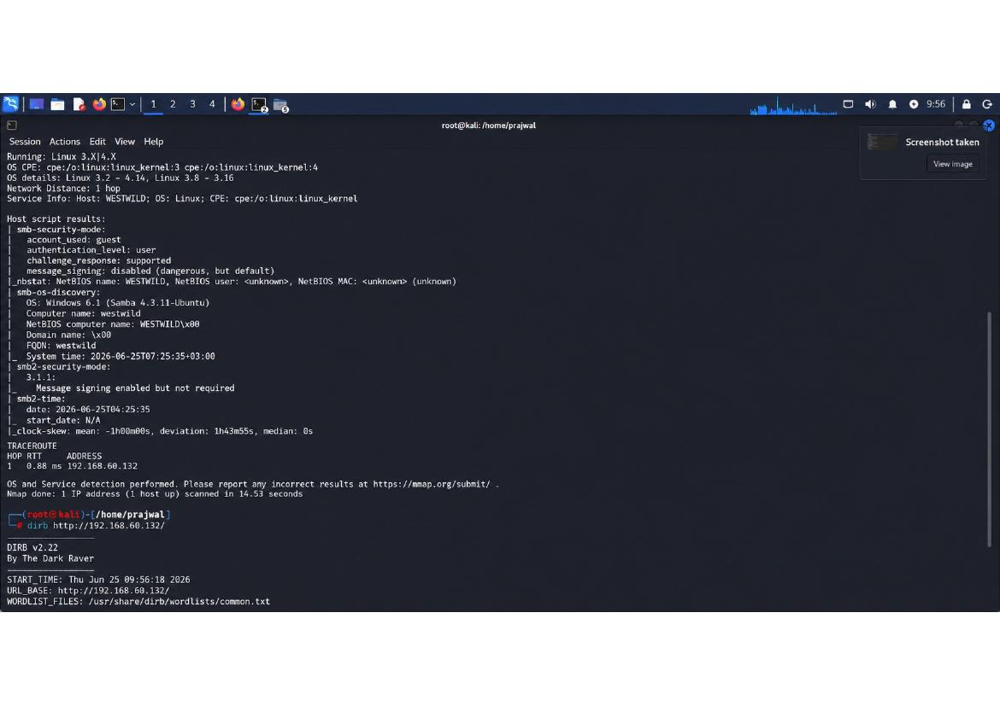 1 2 3 4 2 6 9:56
root@kali: /home/prajwal
Session Actions Edit View Help
Screenshot taken
View image
Running: Linux 3.X|4.X
OS CPE: cpe:/o:linux:linux_kernel:3 cpe:/o:linux:linux_kernel:4
OS details: Linux 3.2 - 4.14, Linux 3.8 - 3.16
Network Distance: 1 hop
Service Info: Host: WESTWILD; OS: Linux; CPE: cpe:/o:linux:linux_kernel
Host script results:
| smb-security-mode:
|   account_used: guest
|   authentication_level: user
|   challenge_response: supported
|   message_signing: disabled (dangerous, but default)
|_nbstat: NetBIOS name: WESTWILD, NetBIOS user: <unknown>, NetBIOS MAC: <unknown> (unknown)
| smb-os-discovery:
|   OS: Windows 6.1 (Samba 4.3.11-Ubuntu)
|   Computer name: westwild
|   NetBIOS computer name: WESTWILD\x00
|   Domain name: \x00
|   FQDN: westwild
|_  System time: 2026-06-25T07:25:35+03:00
| smb2-security-mode:
|   3.1.1:
|_    Message signing enabled but not required
| smb2-time:
|   date: 2026-06-25T04:25:35
|_  start_date: N/A
|_clock-skew: mean: -1h00m00s, deviation: 1h43m55s, median: 0s
TRACEROUTE
HOP RTT     ADDRESS
1   0.88 ms 192.168.60.132
OS and Service detection performed. Please report any incorrect results at https://mmap.org/submit/ .
Nmap done: 1 IP address (1 host up) scanned in 14.53 seconds
(root㉿kali)-[/home/prajwal]
# dirb http://192.168.60.132/
DIRB v2.22
By The Dark Raver
START_TIME: Thu Jun 25 09:56:18 2026
URL_BASE: http://192.168.60.132/
WORDLIST_FILES: /usr/share/dirb/wordlists/common.txt